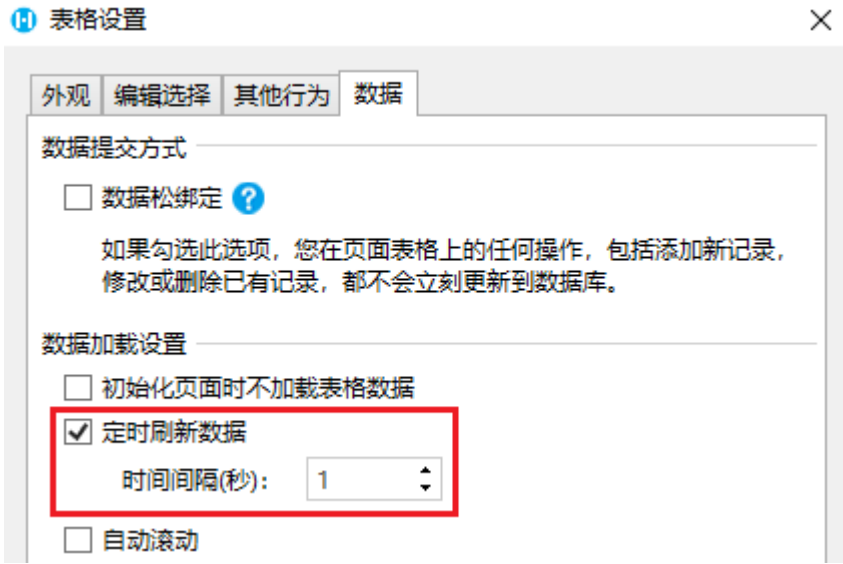 表格设置
外观 编辑选择 其他行为 数据
数据提交方式
数据松绑定 ?
如果勾选此选项，您在页面表格上的任何操作，包括添加新记录，
修改或删除已有记录，都不会立刻更新到数据库。
数据加载设置
初始化页面时不加载表格数据
定时刷新数据
时间间隔(秒)： 1
自动滚动